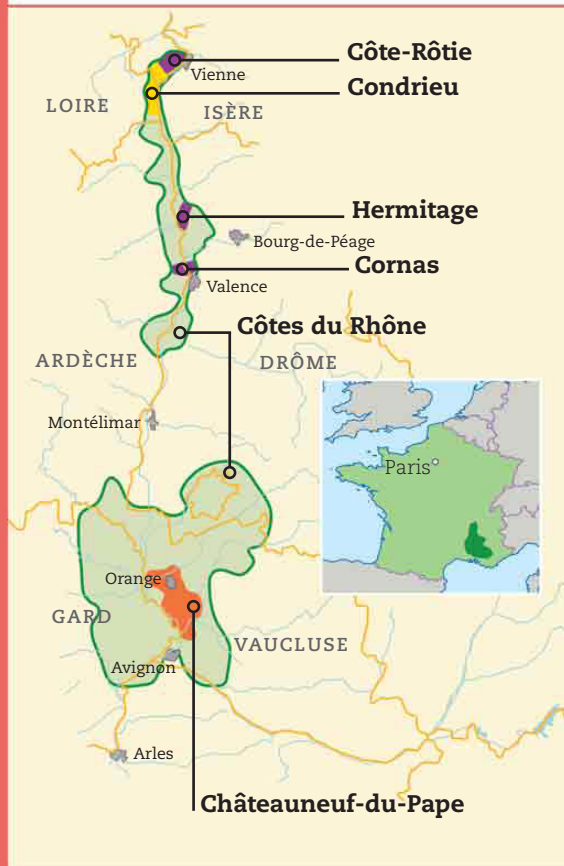 Côte-Rôtie
Vienne
Condrieu
LOIRE
ISÈRE
Hermitage
Bourg-de-Péage
Cornas
Valence
Côtes du Rhône
ARDÈCHE
DRÔME
Montélimar
Paris
Orange
GARD
VAUCLUSE
Avignon
Arles
Châteauneuf-du-Pape